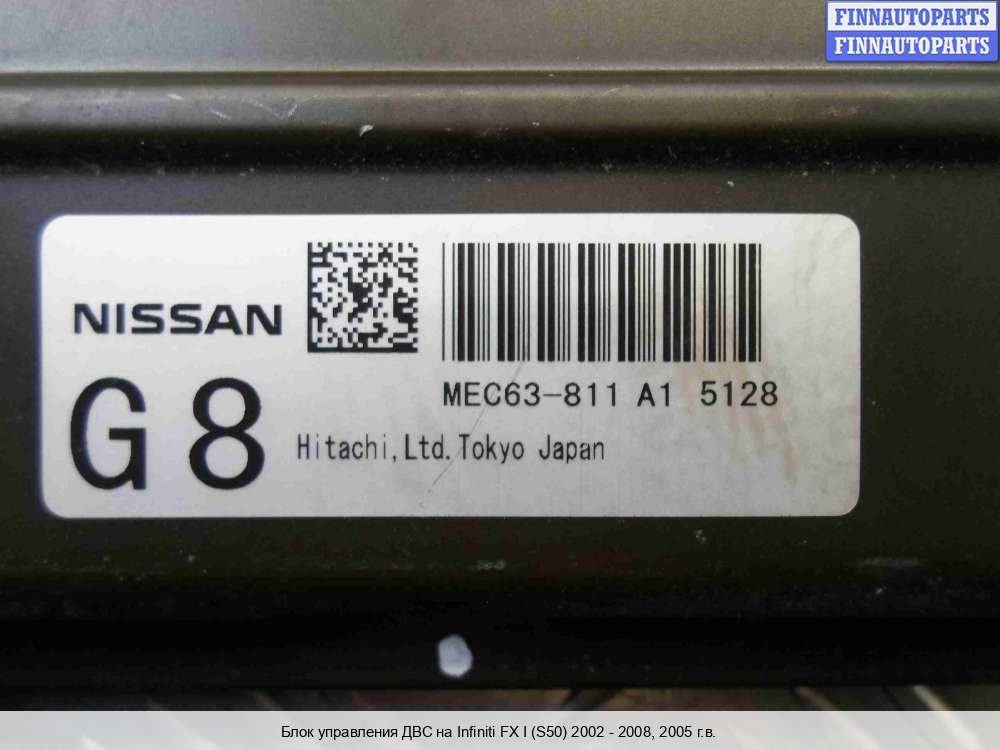 FINNAUTOPARTS
FINNAUTOPARTS
NISSAN
MEC63-811 A1 5128
G8
Hitachi,Ltd.Tokyo Japan
Блок управления ДВС на Infiniti FX I (S50) 2002 - 2008, 2005 г.в.